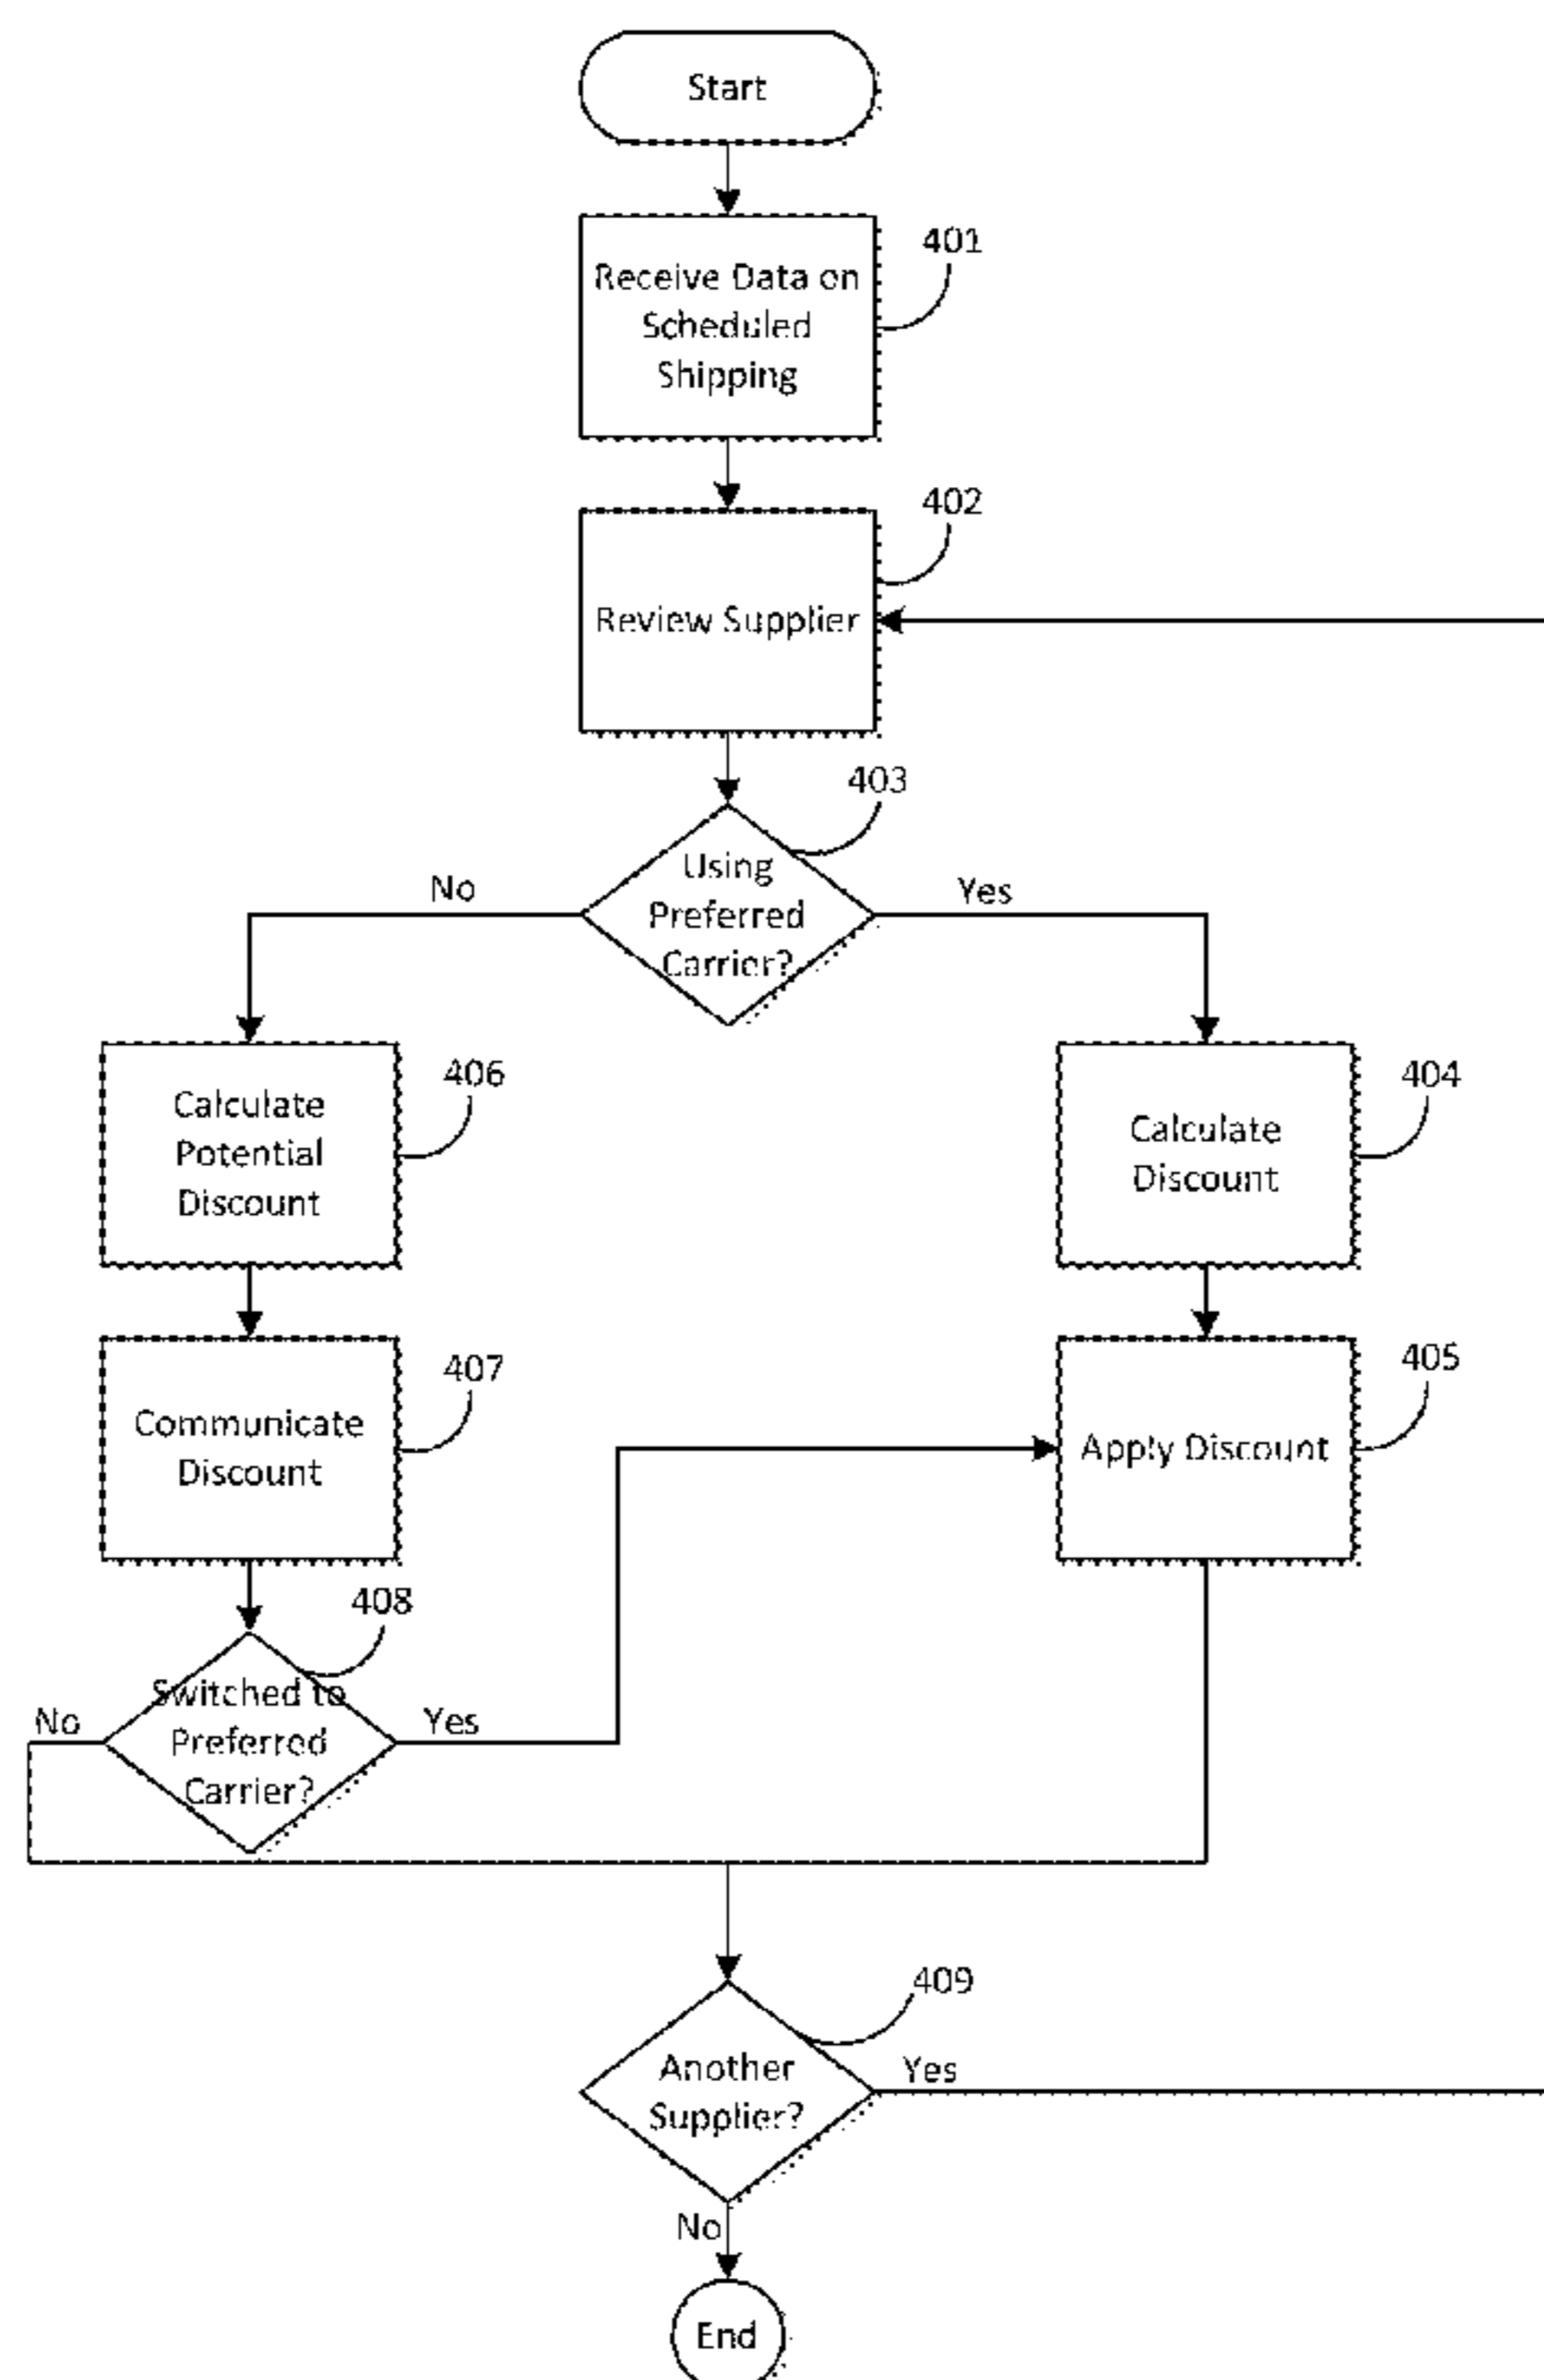 Start
401
Receive Data on
Scheduled
Shipping
402
Review Supplier
403
Using
Preferred
Carrier?
No
Yes
406
Calculate
Potential
Discount
404
Calculate
Discount
407
Communicate
Discount
405
Apply Discount
408
Switched to
Preferred
Carrier?
No
Yes
409
Another
Supplier?
Yes
No
End